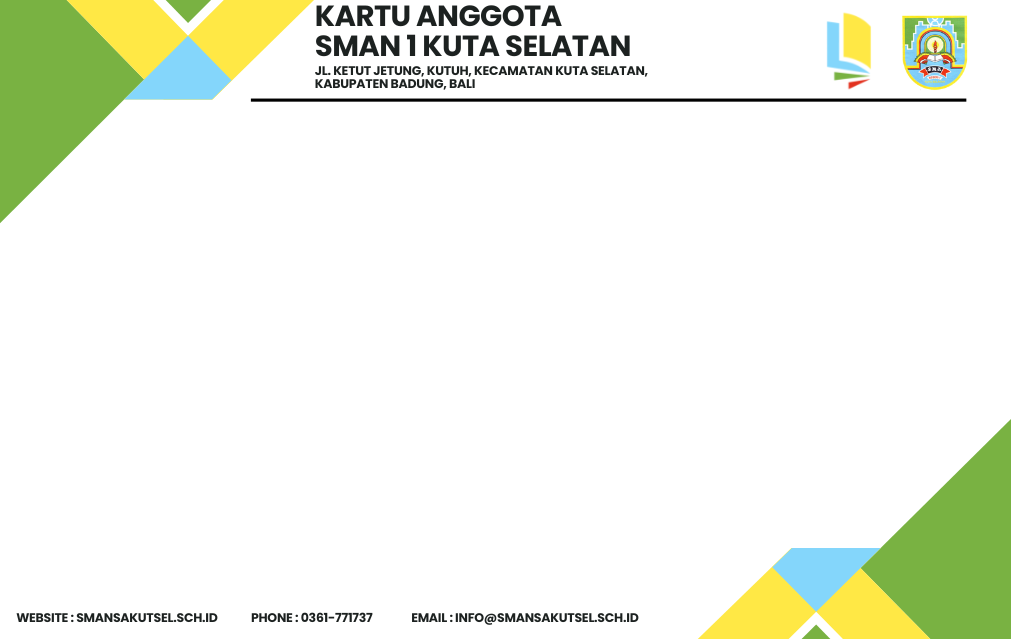 KARTU ANGGOTA
SMAN 1 KUTA SELATAN
JL. KETUT JETUNG, KUTUH, KECAMATAN KUTA SELATAN,
KABUPATEN BADUNG, BALI
WEBSITE : SMANSAKUTSEL.SCH.ID PHONE : 0361-771737 EMAIL : INFO@SMANSAKUTSEL.SCH.ID